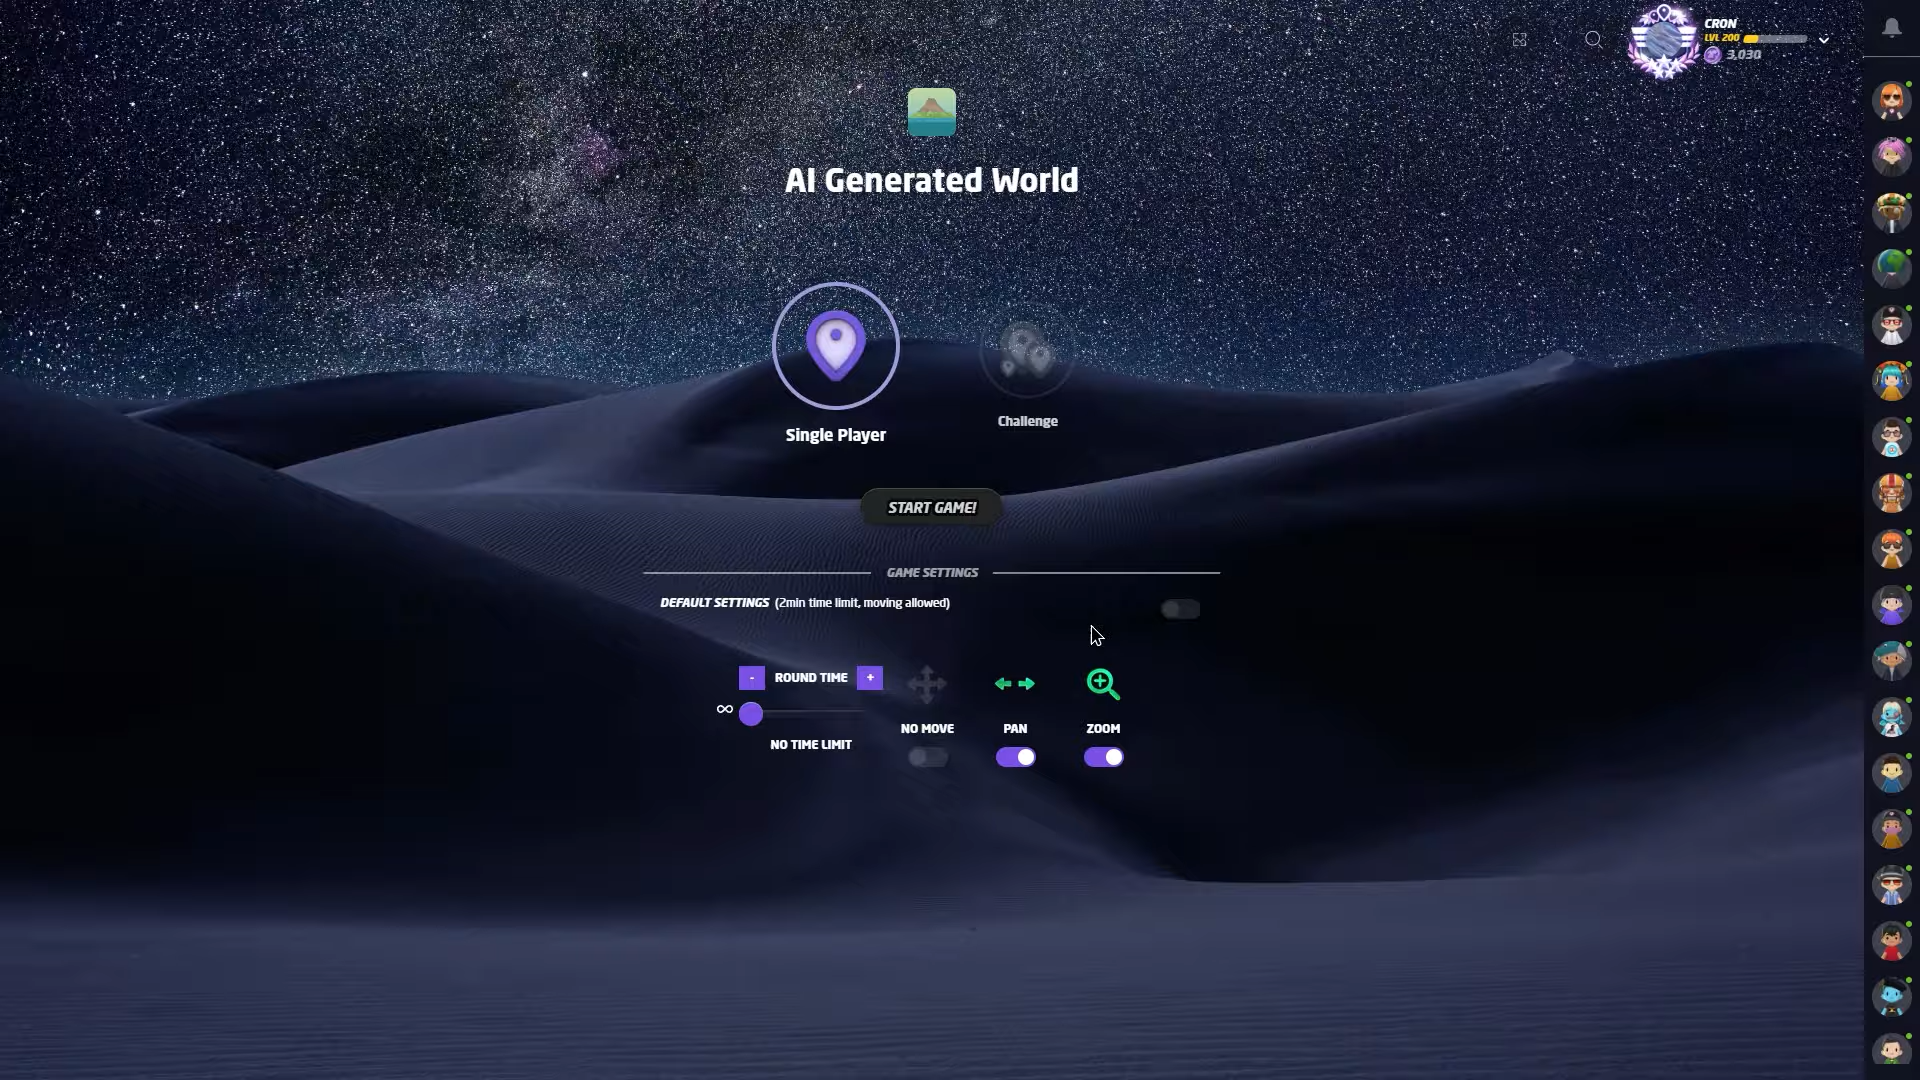 CRON
LVL 200
3,030
AI Generated World
Single Player
Challenge
START GAME!
GAME SETTINGS
DEFAULT SETTINGS (2min time limit, moving allowed)
- ROUND TIME +
∞
NO TIME LIMIT
NO MOVE
PAN
ZOOM